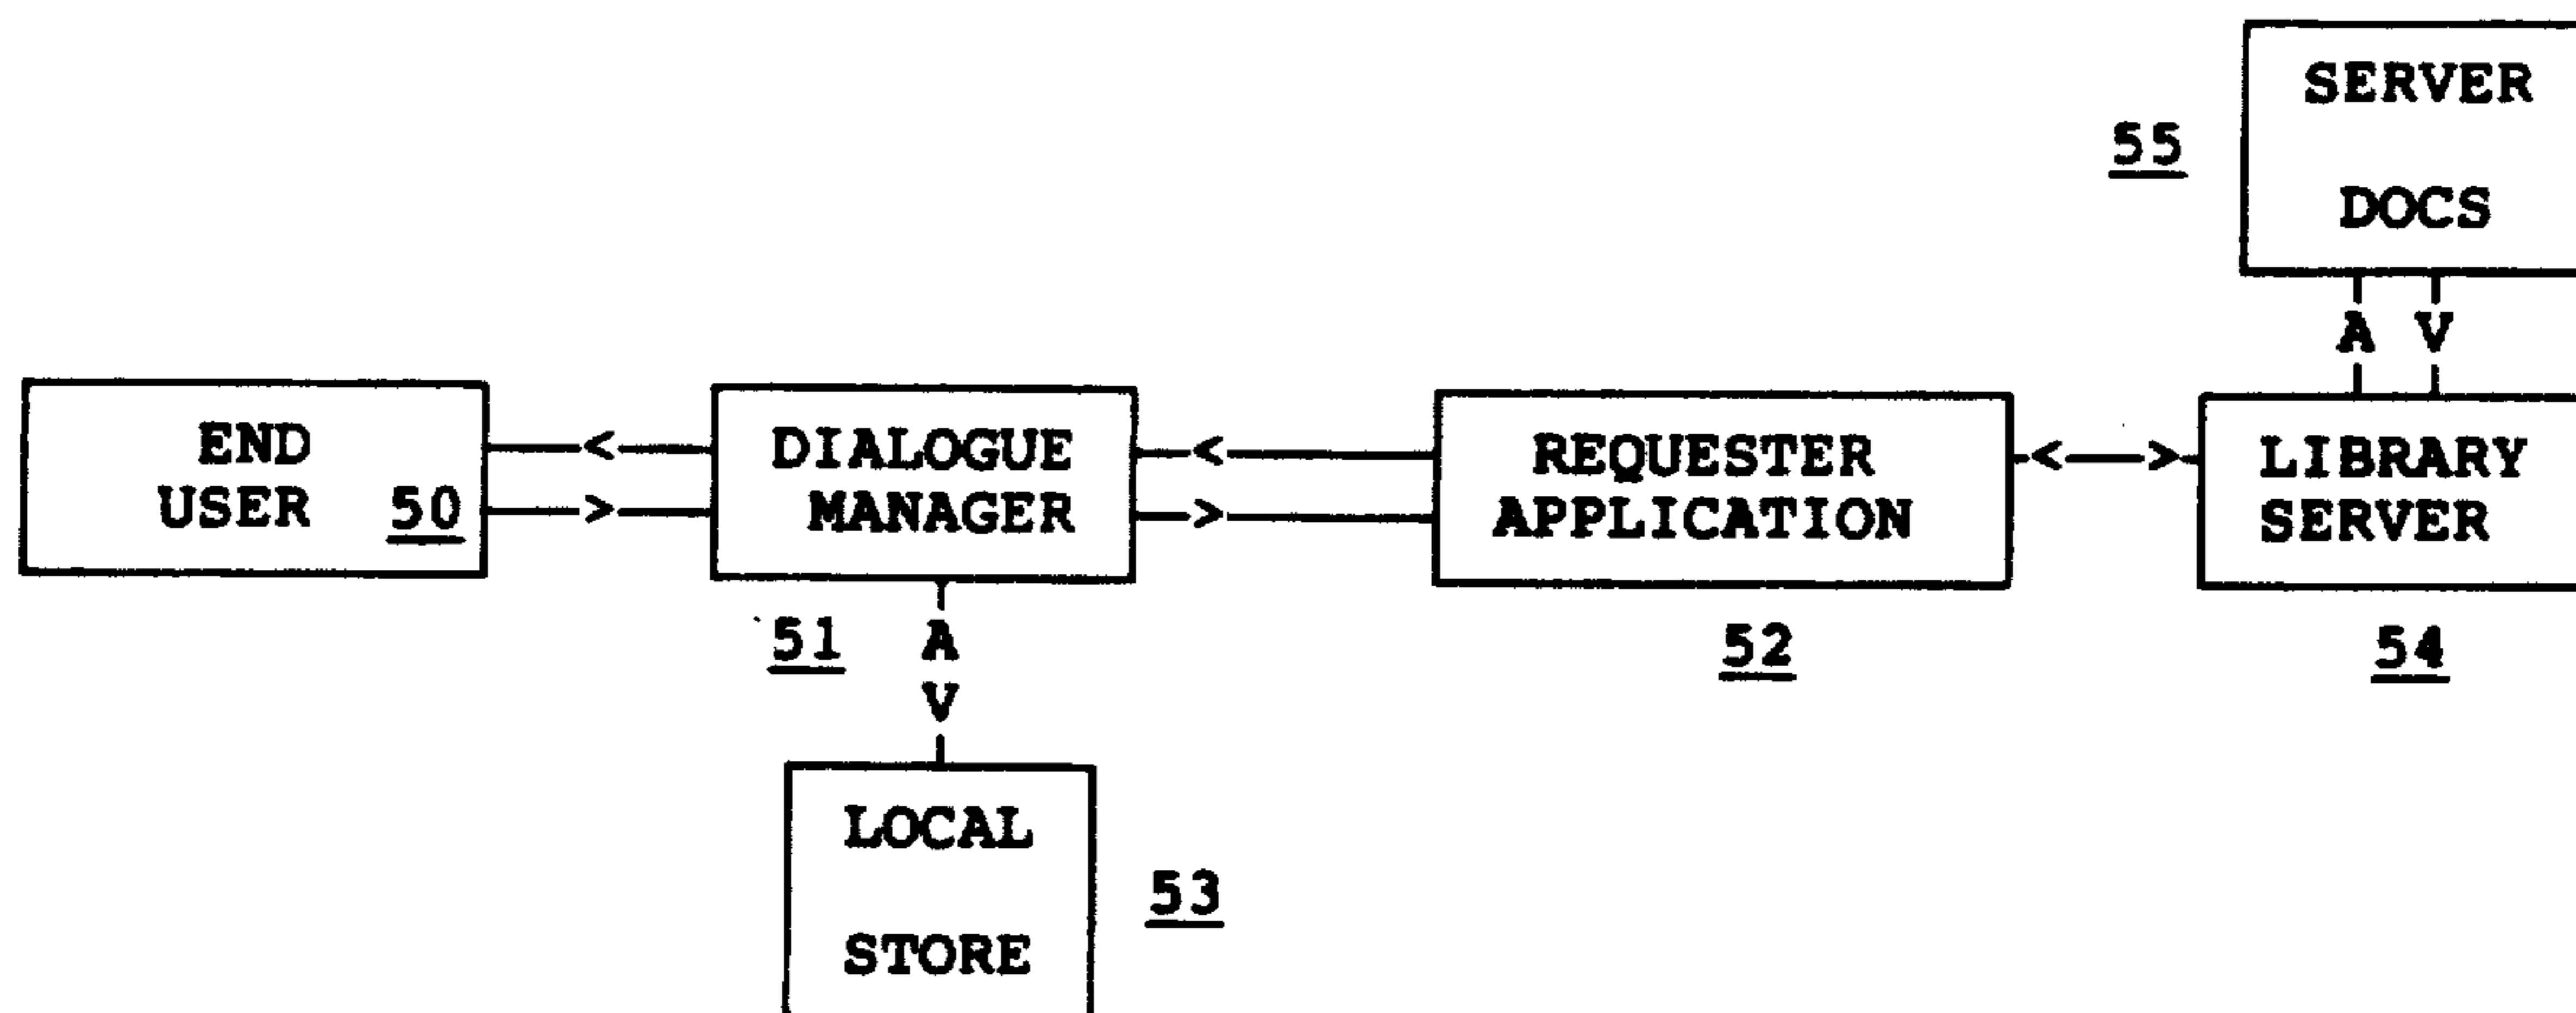 SERVER
55
DOCS
A V
END
USER 50
DIALOGUE
MANAGER
REQUESTER
APPLICATION
< >
LIBRARY
SERVER
<
>
<
>
51
A
V
52
54
LOCAL
STORE
53